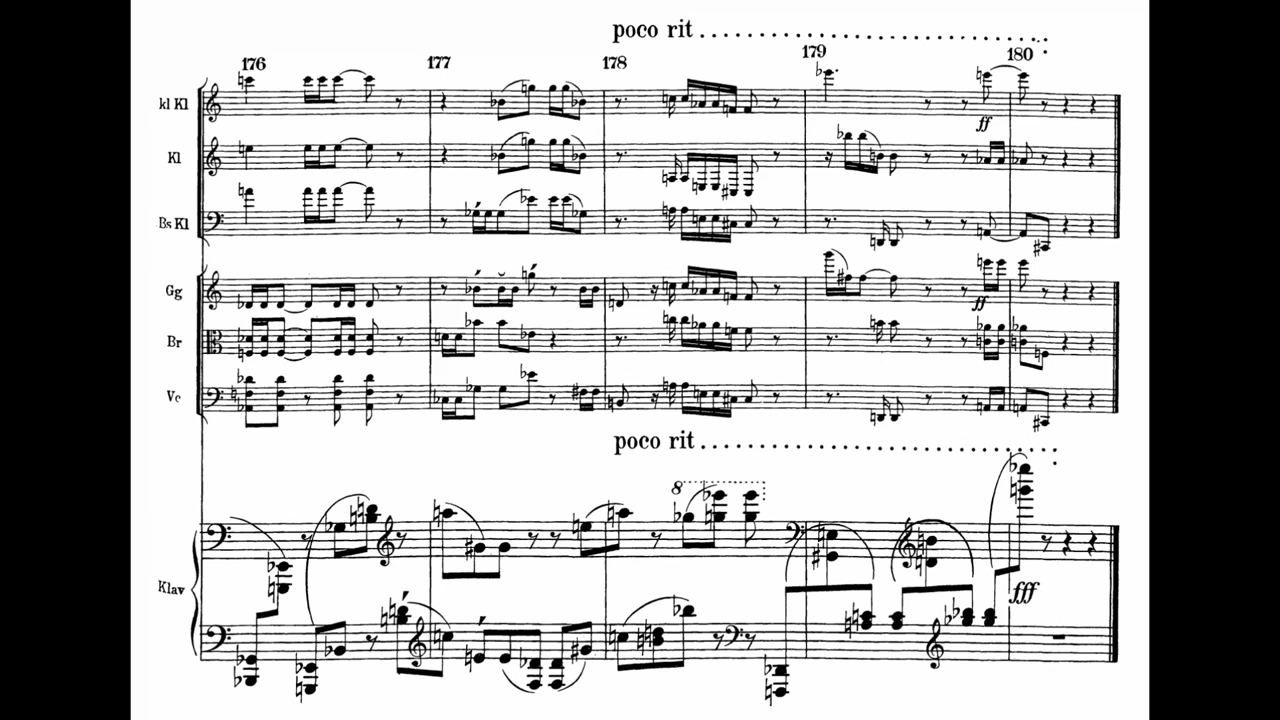 poco rit
176 177 178 179 180
kl Kl
ff
Kl
Bs Kl
Gg
ff
Br
Vc
poco rit
8
Klav
fff